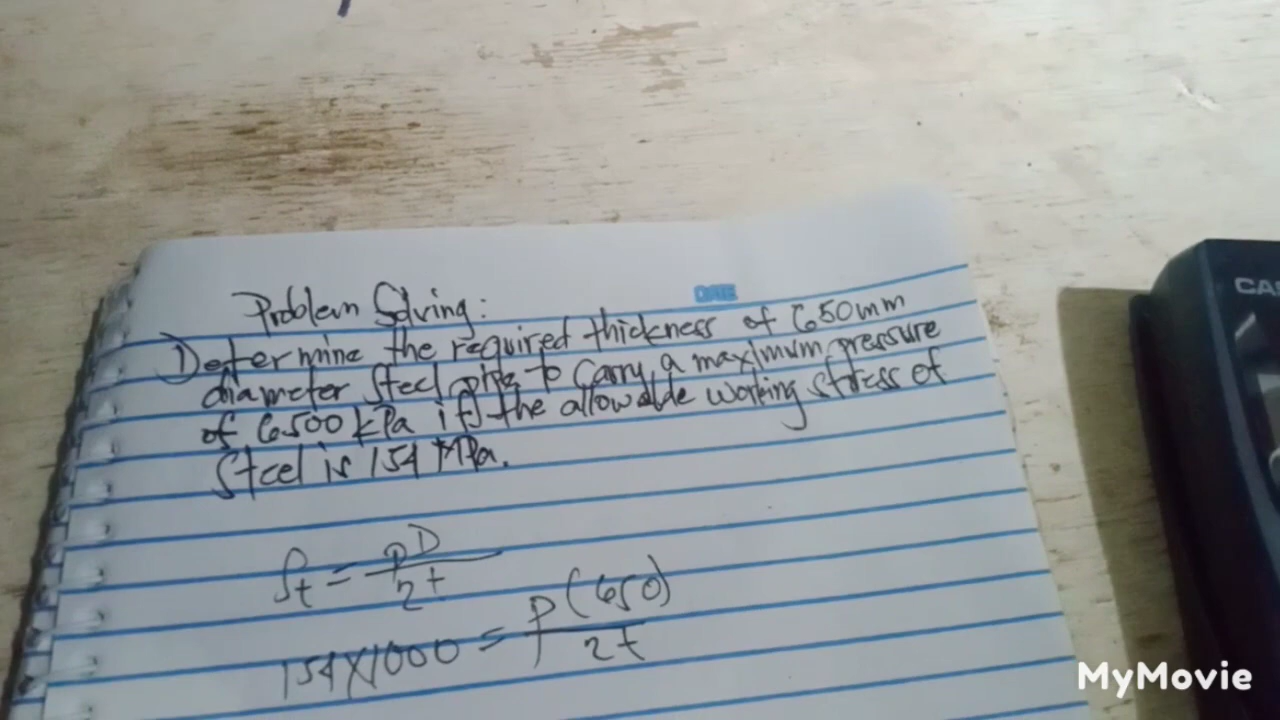 DATE
Problem Solving:
1) Determine the required thickness of 650mm
diameter steel pipe to carry a maximum pressure
of 6500 kPa if the allowable working stress of
steel is 154 MPa.
St = pD / 2t
154x1000 = P(650) / 2t
CA
MyMovie